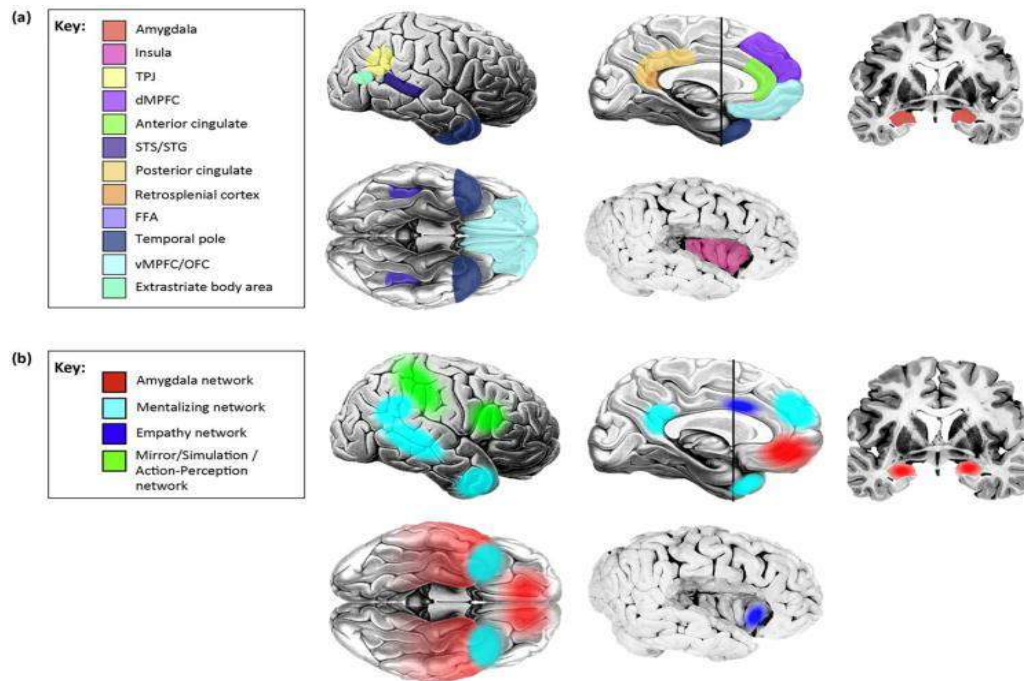 (a)
Key:
Amygdala
Insula
TPJ
dMPFC
Anterior cingulate
STS/STG
Posterior cingulate
Retrosplenial cortex
FFA
Temporal pole
vMPFC/OFC
Extrastriate body area
(b)
Key:
Amygdala network
Mentalizing network
Empathy network
Mirror/Simulation /
Action-Perception
network